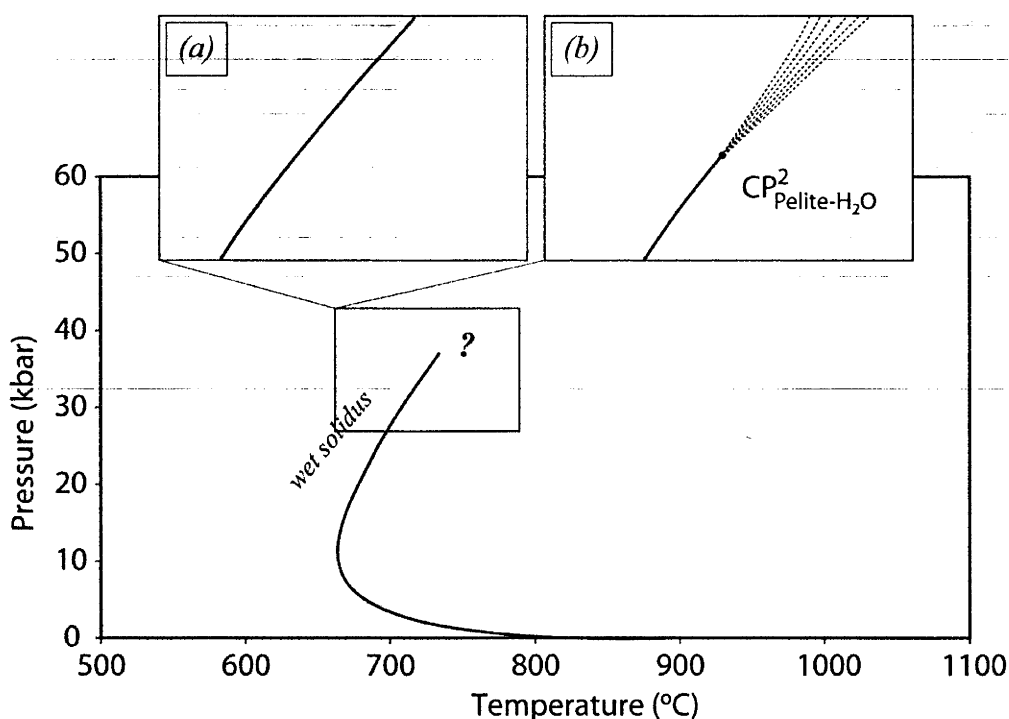 (a)
(b)
CP²Pelite-H₂O
60
50
40
30
20
10
0
?
wet solidus
Pressure (kbar)
500 600 700 800 900 1000 1100
Temperature (ºC)